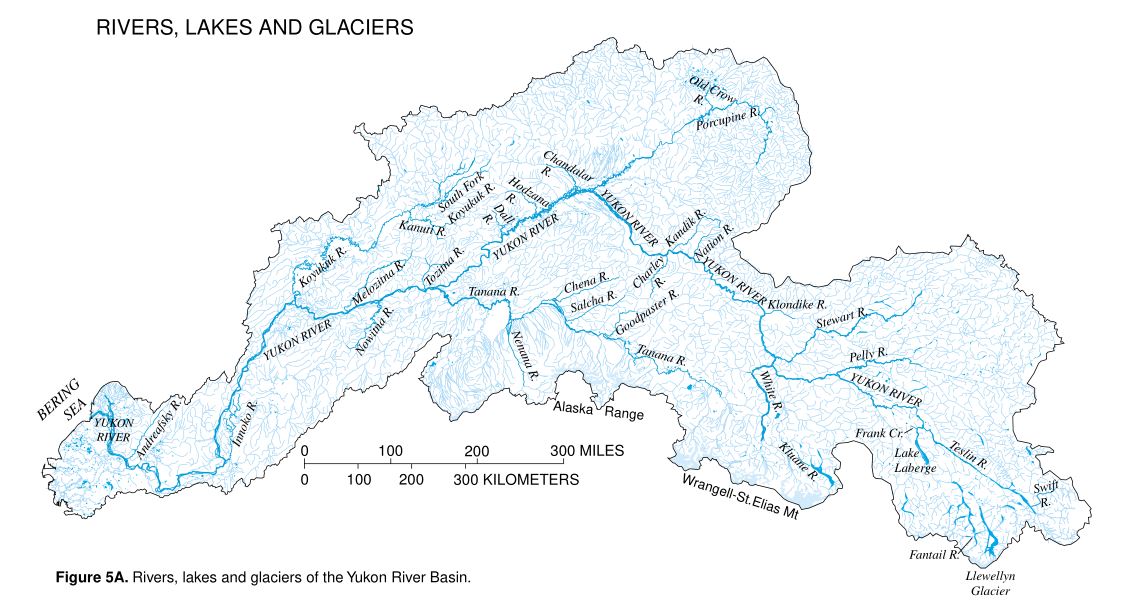 RIVERS, LAKES AND GLACIERS
Old Crow
R.
Porcupine R.
Chandalar
R.
South Fork
Koyukuk R.
Hodzana
R.
Dall
R.
YUKON RIVER
YUKON RIVER
Kanuti R.
Kandik R.
Nation R.
Koyukuk R.
Melozitna R.
Tozitna R.
Charley
R.
YUKON RIVER
Chena R.
Tanana R.
Salcha R.
Klondike R.
Goodpaster R.
Stewart R.
YUKON RIVER
Nowitna R.
Nenana R.
Tanana R.
Pelly R.
YUKON RIVER
White R.
BERING
SEA
YUKON
RIVER
Andreafsky R.
Innoko R.
Alaska Range
Frank Cr.
Lake
Laberge
Teslin R.
Kluane R.
Swift
R.
Wrangell-St.Elias Mt
0 100 200 300 MILES
0 100 200 300 KILOMETERS
Fantail R.
Llewellyn
Glacier
Figure 5A. Rivers, lakes and glaciers of the Yukon River Basin.